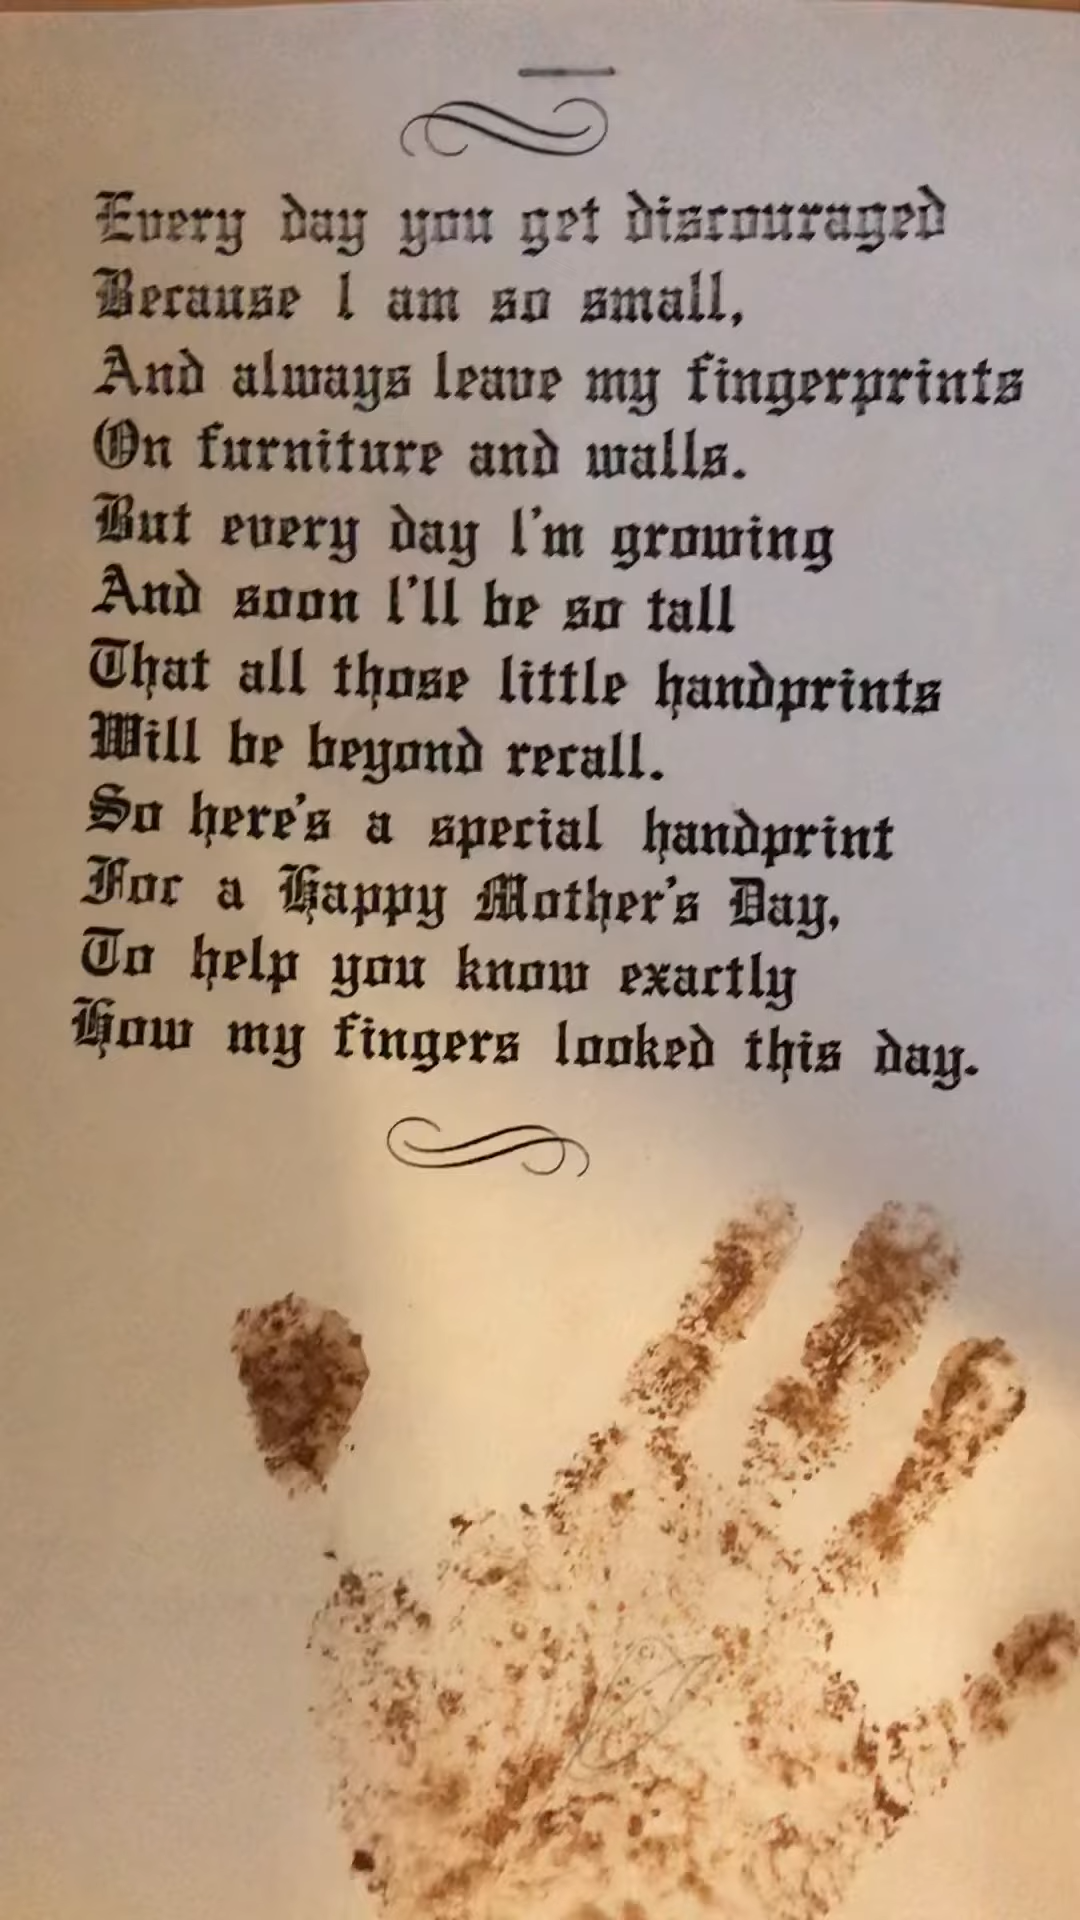 Every day you get discouraged
Because I am so small,
And always leave my fingerprints
On furniture and walls.
But every day I'm growing
And soon I'll be so tall
That all those little handprints
Will be beyond recall.
So here's a special handprint
For a Happy Mother's Day,
To help you know exactly
How my fingers looked this day.